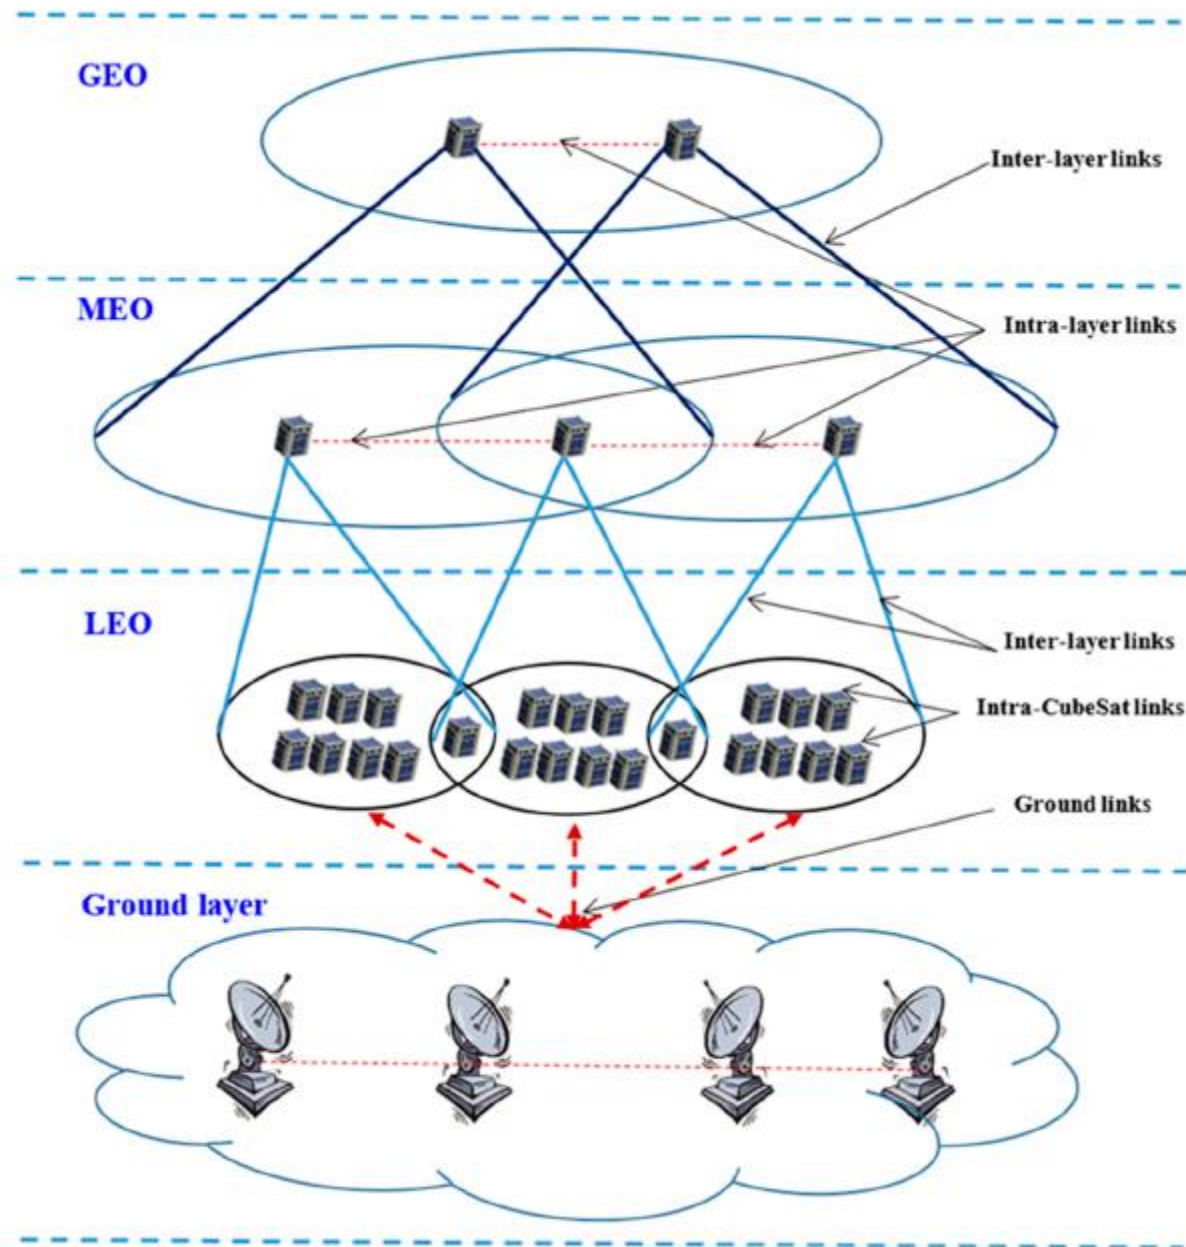 GEO
Inter-layer links
MEO
Intra-layer links
LEO
Inter-layer links
Intra-CubeSat links
Ground links
Ground layer